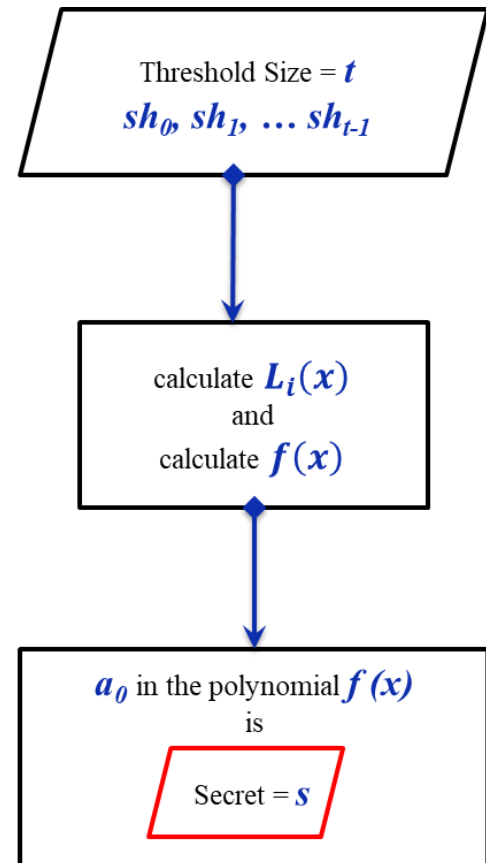 Threshold Size = t
sh₀, sh₁, … shₜ₋₁
calculate Lᵢ(x)
and
calculate f(x)
a₀ in the polynomial f(x)
is
Secret = s